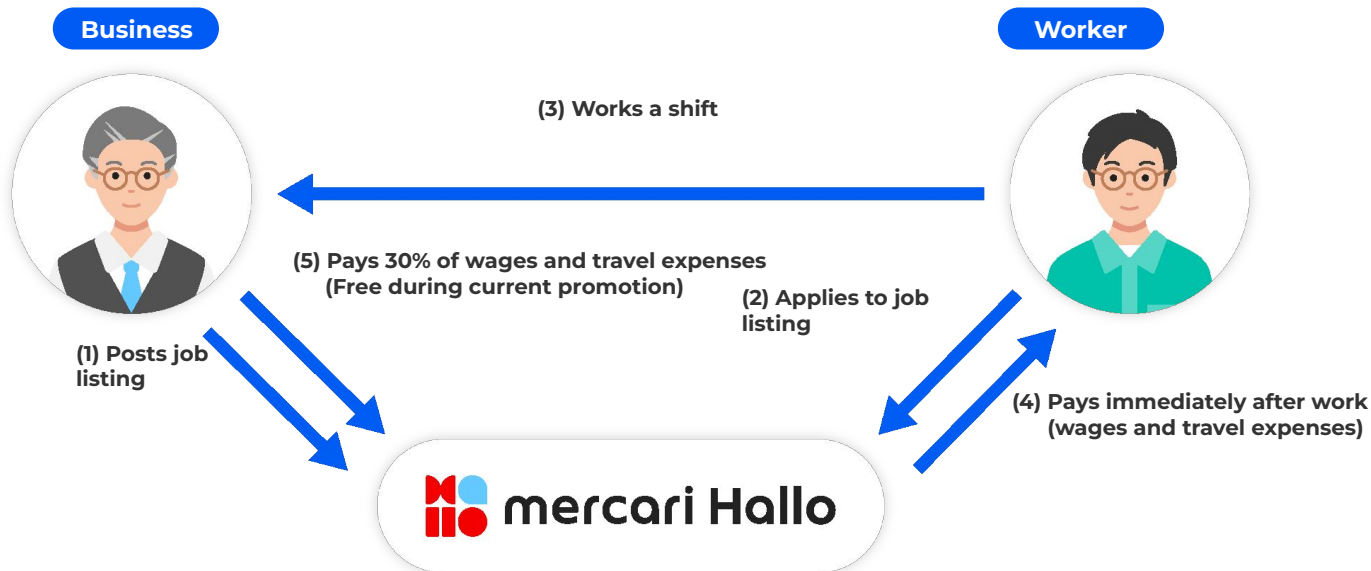 Business
Worker
(3) Works a shift
(5) Pays 30% of wages and travel expenses
(Free during current promotion)
(2) Applies to job
listing
(1) Posts job
listing
(4) Pays immediately after work
(wages and travel expenses)
mercari Hallo